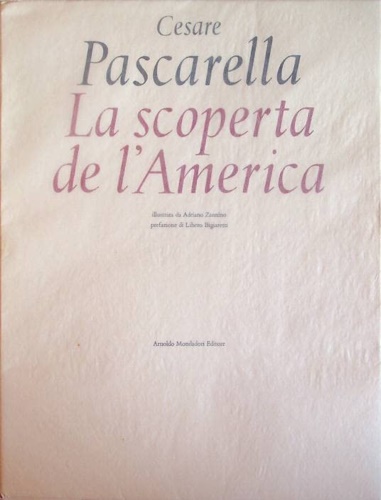 Cesare
Pascarella
La scoperta
de l'America
illustrata da Adriano Zannino
prefazione di Libero Bigiaretti
Arnoldo Mondadori Editore